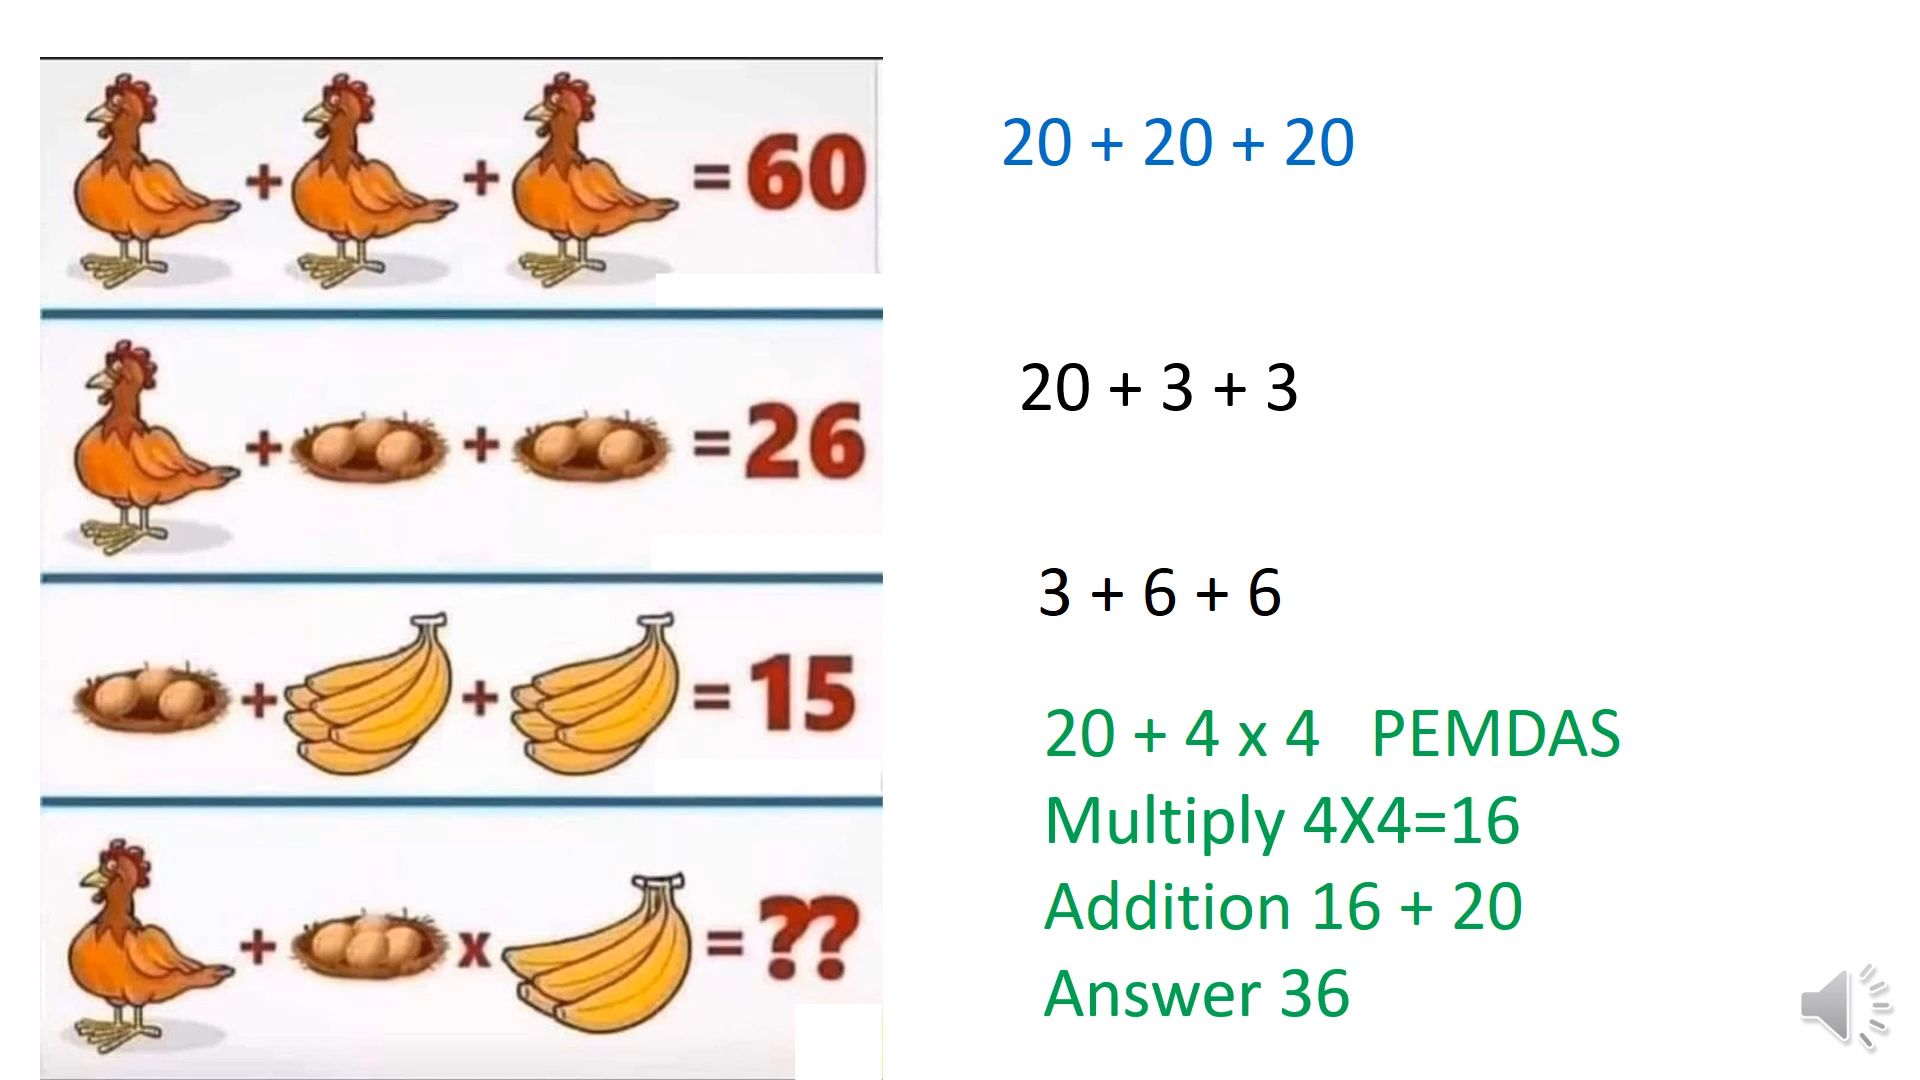 + + = 60
20 + 20 + 20
+ + = 26
20 + 3 + 3
+ + = 15
3 + 6 + 6
+ x = ??
20 + 4 x 4 PEMDAS
Multiply 4X4=16
Addition 16 + 20
Answer 36